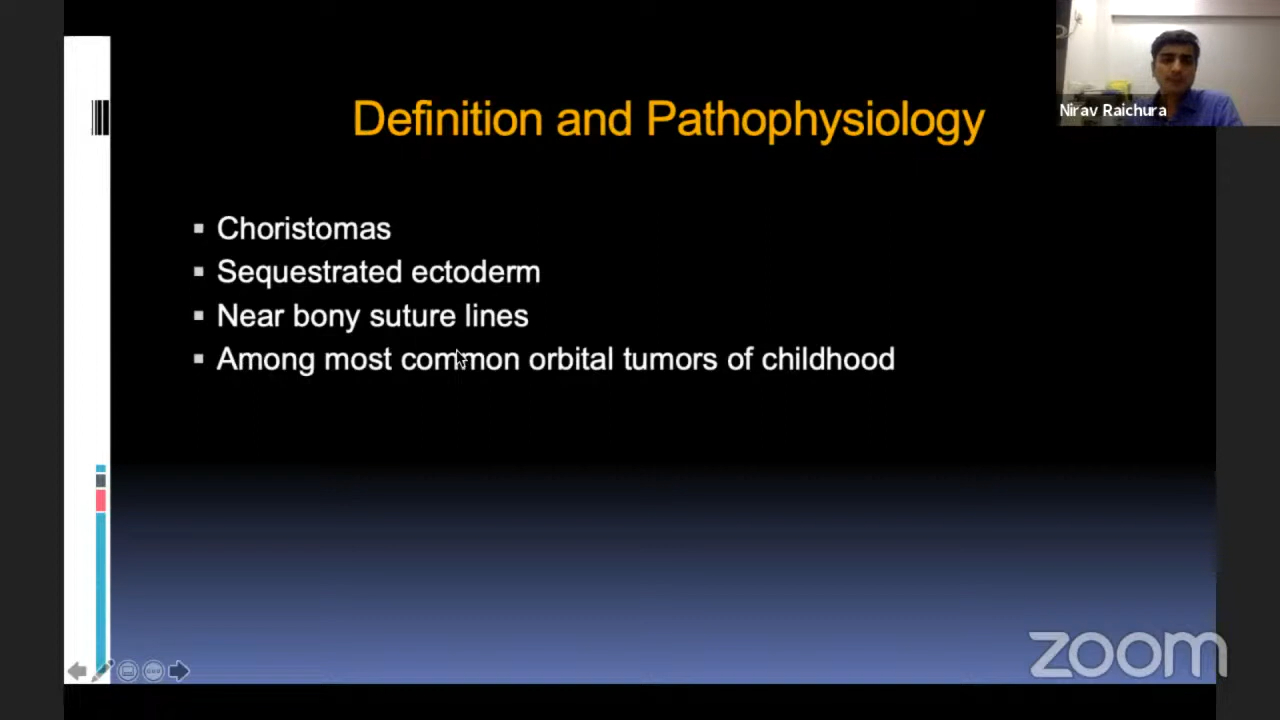 Definition and Pathophysiology
Nirav Raichura
Choristomas
Sequestrated ectoderm
Near bony suture lines
Among most common orbital tumors of childhood
zoom